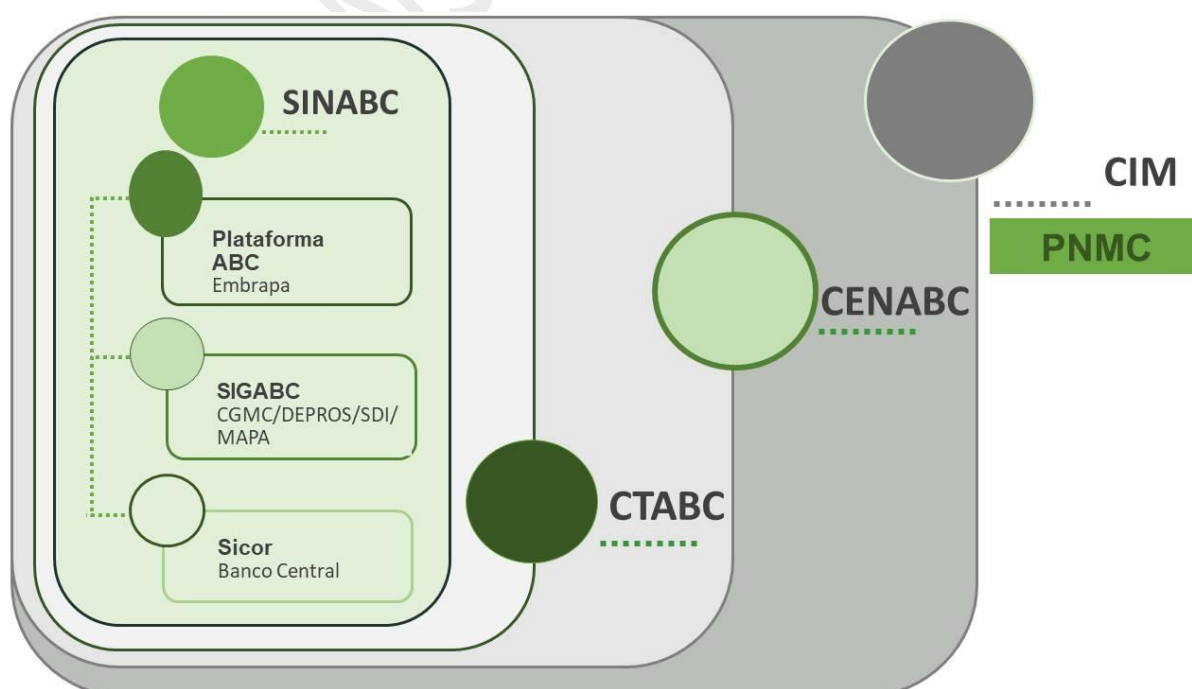 SINABC
Plataforma
ABC
Embrapa
SIGABC
CGMC/DEPROS/SDI/
MAPA
Sicor
Banco Central
CTABC
CENABC
CIM
PNMC